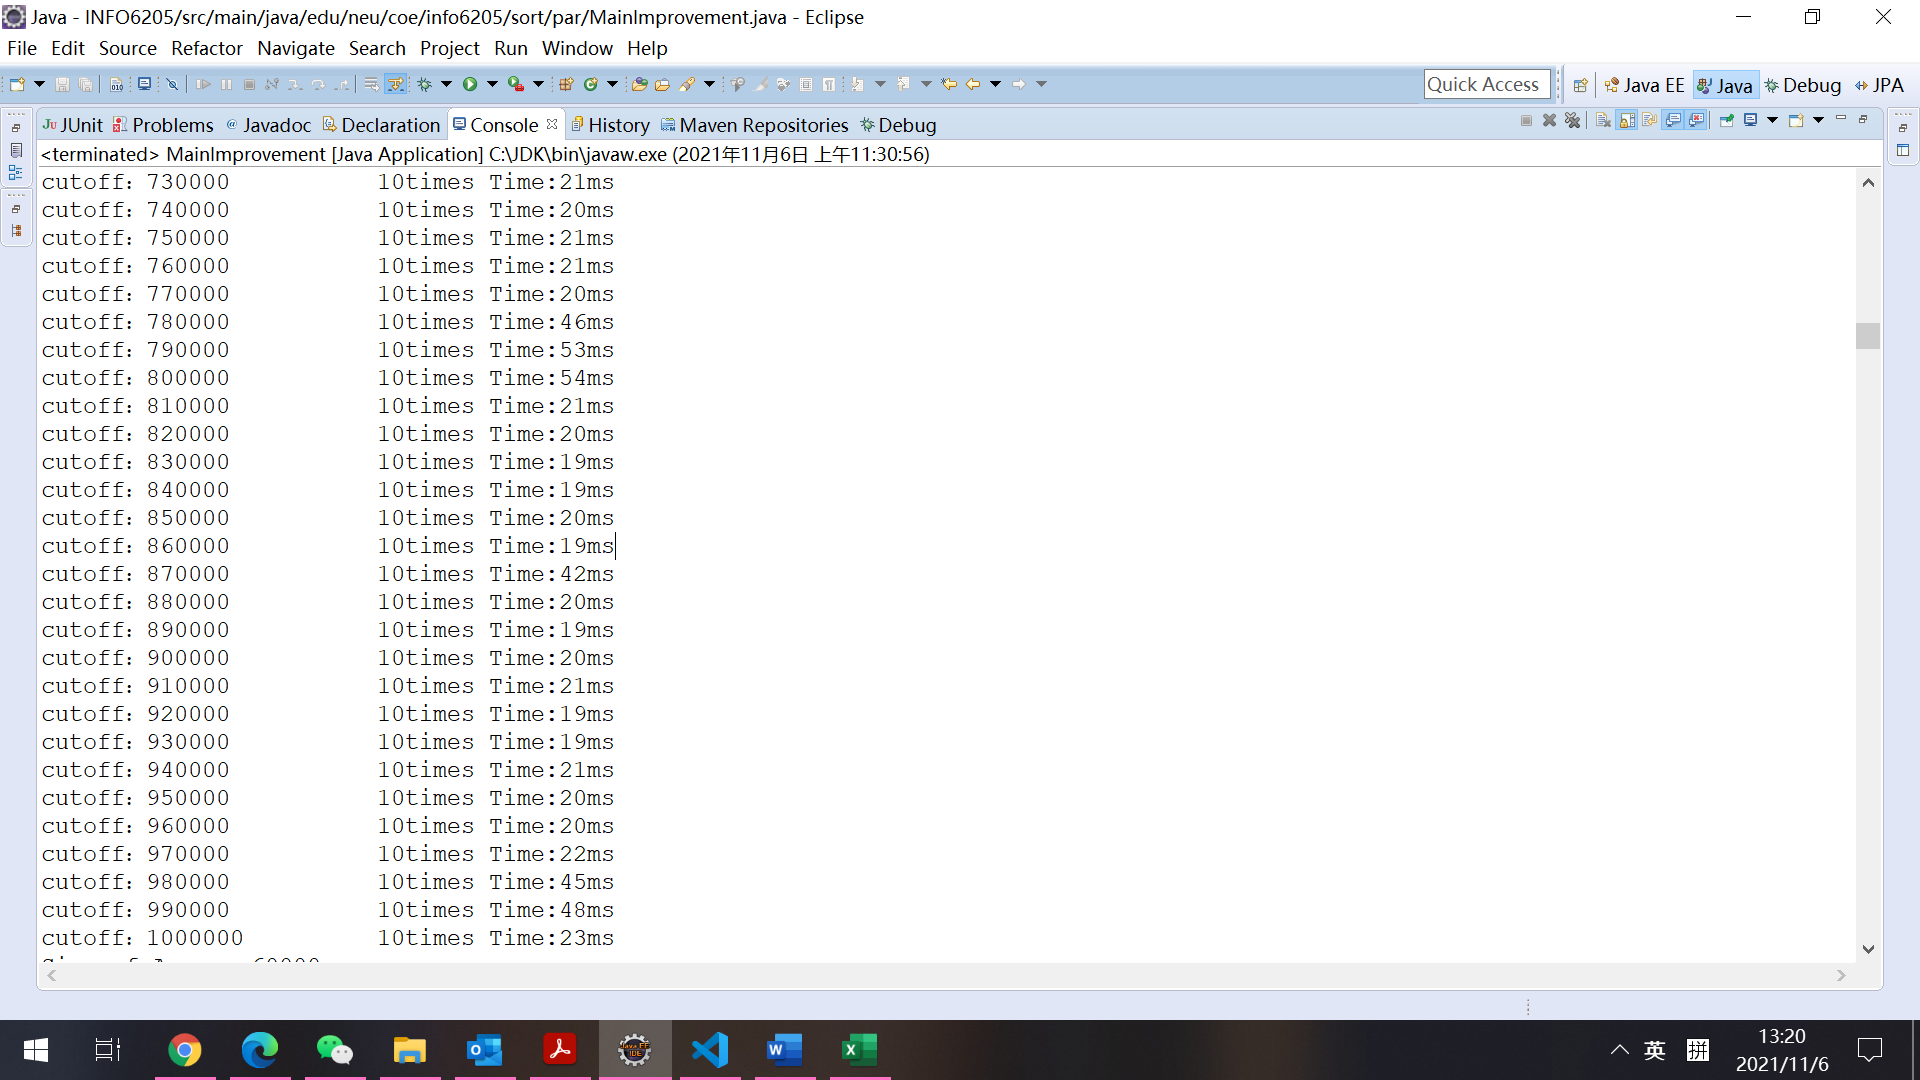 Java - INFO6205/src/main/java/edu/neu/coe/info6205/sort/par/MainImprovement.java - Eclipse
File Edit Source Refactor Navigate Search Project Run Window Help
Quick Access Java EE Java Debug JPA
JUnit Problems Javadoc Declaration Console History Maven Repositories Debug
<terminated> MainImprovement [Java Application] C:\JDK\bin\javaw.exe (2021年11月6日 上午11:30:56)
cutoff：730000 10times Time:21ms
cutoff：740000 10times Time:20ms
cutoff：750000 10times Time:21ms
cutoff：760000 10times Time:21ms
cutoff：770000 10times Time:20ms
cutoff：780000 10times Time:46ms
cutoff：790000 10times Time:53ms
cutoff：800000 10times Time:54ms
cutoff：810000 10times Time:21ms
cutoff：820000 10times Time:20ms
cutoff：830000 10times Time:19ms
cutoff：840000 10times Time:19ms
cutoff：850000 10times Time:20ms
cutoff：860000 10times Time:19ms
cutoff：870000 10times Time:42ms
cutoff：880000 10times Time:20ms
cutoff：890000 10times Time:19ms
cutoff：900000 10times Time:20ms
cutoff：910000 10times Time:21ms
cutoff：920000 10times Time:19ms
cutoff：930000 10times Time:19ms
cutoff：940000 10times Time:21ms
cutoff：950000 10times Time:20ms
cutoff：960000 10times Time:20ms
cutoff：970000 10times Time:22ms
cutoff：980000 10times Time:45ms
cutoff：990000 10times Time:48ms
cutoff：1000000 10times Time:23ms
英 拼 13:20
2021/11/6